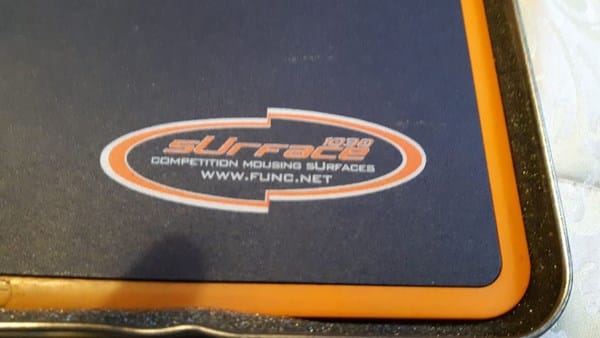 sUrface 1030
COMPETITION MOUSING sUrFACES
WWW.FUNC.NET